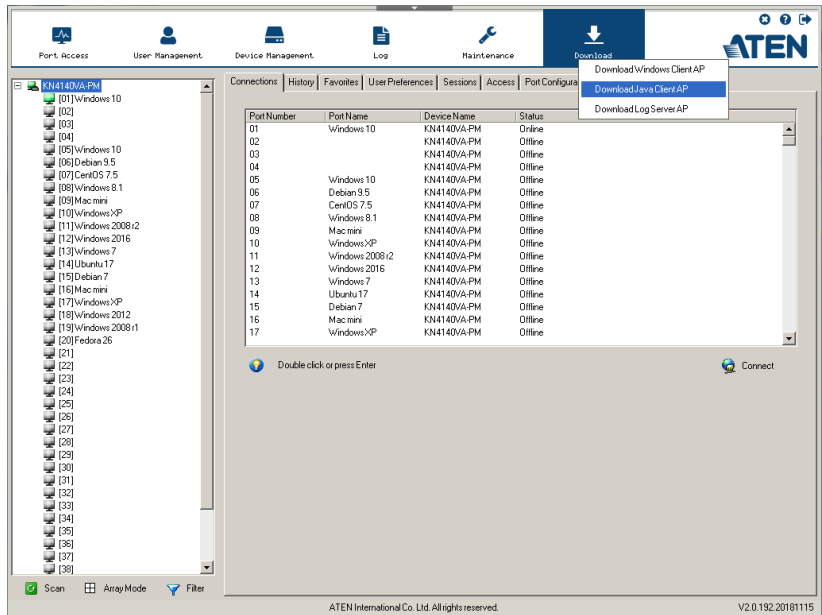 Port Access
User Management
Device Management
Log
Maintenance
Download
ATEN
Download Windows Client AP
Download Java Client AP
Download Log Server AP
KN4140VA-PM
[01]Windows 10
[02]
[03]
[04]
[05]Windows 10
[06]Debian 9.5
[07]CentOS 7.5
[08]Windows 8.1
[09]Mac mini
[10]Windows XP
[11]Windows 2008 r2
[12]Windows 2016
[13]Windows 7
[14]Ubuntu 17
[15]Debian 7
[16]Mac mini
[17]Windows XP
[18]Windows 2012
[19]Windows 2008 r1
[20]Fedora 26
[21]
[22]
[23]
[24]
[25]
[26]
[27]
[28]
[29]
[30]
[31]
[32]
[33]
[34]
[35]
[36]
[37]
[38]
Scan Array Mode Filter
Connections History Favorites User Preferences Sessions Access Port Configura
Port Number Port Name Device Name Status
01 Windows 10 KN4140VA-PM Online
02 KN4140VA-PM Offline
03 KN4140VA-PM Offline
04 KN4140VA-PM Offline
05 Windows 10 KN4140VA-PM Offline
06 Debian 9.5 KN4140VA-PM Offline
07 CentOS 7.5 KN4140VA-PM Offline
08 Windows 8.1 KN4140VA-PM Offline
09 Mac mini KN4140VA-PM Offline
10 Windows XP KN4140VA-PM Offline
11 Windows 2008 r2 KN4140VA-PM Offline
12 Windows 2016 KN4140VA-PM Offline
13 Windows 7 KN4140VA-PM Offline
14 Ubuntu 17 KN4140VA-PM Offline
15 Debian 7 KN4140VA-PM Offline
16 Mac mini KN4140VA-PM Offline
17 Windows XP KN4140VA-PM Offline
Double click or press Enter
Connect
ATEN International Co. Ltd. All rights reserved.
V2.0.192.20181115